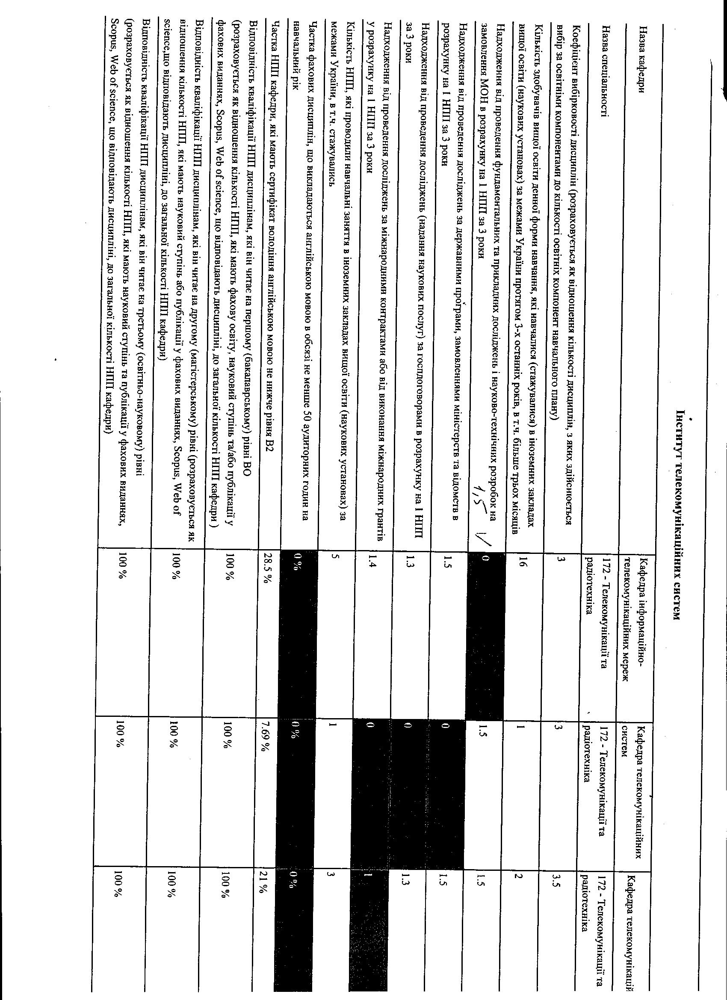 Інститут телекомунікаційних систем
Назва кафедри
Кафедра інформаційно-
телекомунікаційних мереж
Кафедра телекомунікаційних
систем
Кафедра телекомунікацій
Назва спеціальності
172 - Телекомунікації та
радіотехніка
172 - Телекомунікації та
радіотехніка
172 - Телекомунікації та
радіотехніка
Коефіцієнт вибірковості дисциплін (розраховується як відношення кількості дисциплін, з яких здійснюється
вибір за освітніми компонентами до кількості освітніх компонент навчального плану)
3
3
3.5
Кількість здобувачів вищої освіти денної форми навчання, які навчалися (стажувалися) в іноземних закладах
вищої освіти (наукових установах) за межами України протягом 3-х останніх років, в т.ч. більше трьох місяців
16
1
2
Надходження від проведення фундаментальних та прикладних досліджень і науково-технічних розробок на
замовлення МОН в розрахунку на 1 НПП за 3 роки
1,5 V
0
1.5
1.5
Надходження від проведення досліджень за державними програми, замовленнями міністерств та відомств в
розрахунку на 1 НПП за 3 роки
1.5
0
1.5
Надходження від проведення досліджень (надання наукових послуг) за госпдоговорами в розрахунку на 1 НПП
за 3 роки
1.3
0
1.3
Надходження від проведення досліджень за міжнародними контрактами або від виконання міжнародних грантів
у розрахунку на 1 НПП за 3 роки
1.4
0
1
Кількість НПП, які проводили навчальні заняття в іноземних закладах вищої освіти (наукових установах) за
межами України, в т.ч. стажувались
5
1
3
Частка фахових дисциплін, що викладаються англійською мовою в обсязі не менше 50 аудиторних годин на
навчальний рік
0 %
0 %
0 %
Частка НПП кафедри, які мають сертифікат володіння англійською мовою не нижче рівня В2
28.5 %
7.69 %
21 %
Відповідність кваліфікації НПП дисциплінам, які він читає на першому (бакалаврському) рівні ВО
(розраховується як відношення кількості НПП, які мають фахову освіту, науковий ступінь та/або публікації у
фахових виданнях, Scopus, Web of science, що відповідають дисципліні, до загальної кількості НПП кафедри )
100 %
100 %
100 %
Відповідність кваліфікації НПП дисциплінам, які він читає на другому (магістерському) рівні (розраховується як
відношення кількості НПП, які мають науковий ступінь або публікації у фахових виданнях, Scopus, Web of
science,що відповідають дисципліні, до загальної кількості НПП кафедри)
100 %
100 %
100 %
Відповідність кваліфікації НПП дисциплінам, які він читає на третьому (освітньо-науковому) рівні
(розраховується як відношення кількості НПП, які мають науковий ступінь та публікації у фахових виданнях,
Scopus, Web of science, що відповідають дисципліні, до загальної кількості НПП кафедри)
100 %
100 %
100 %